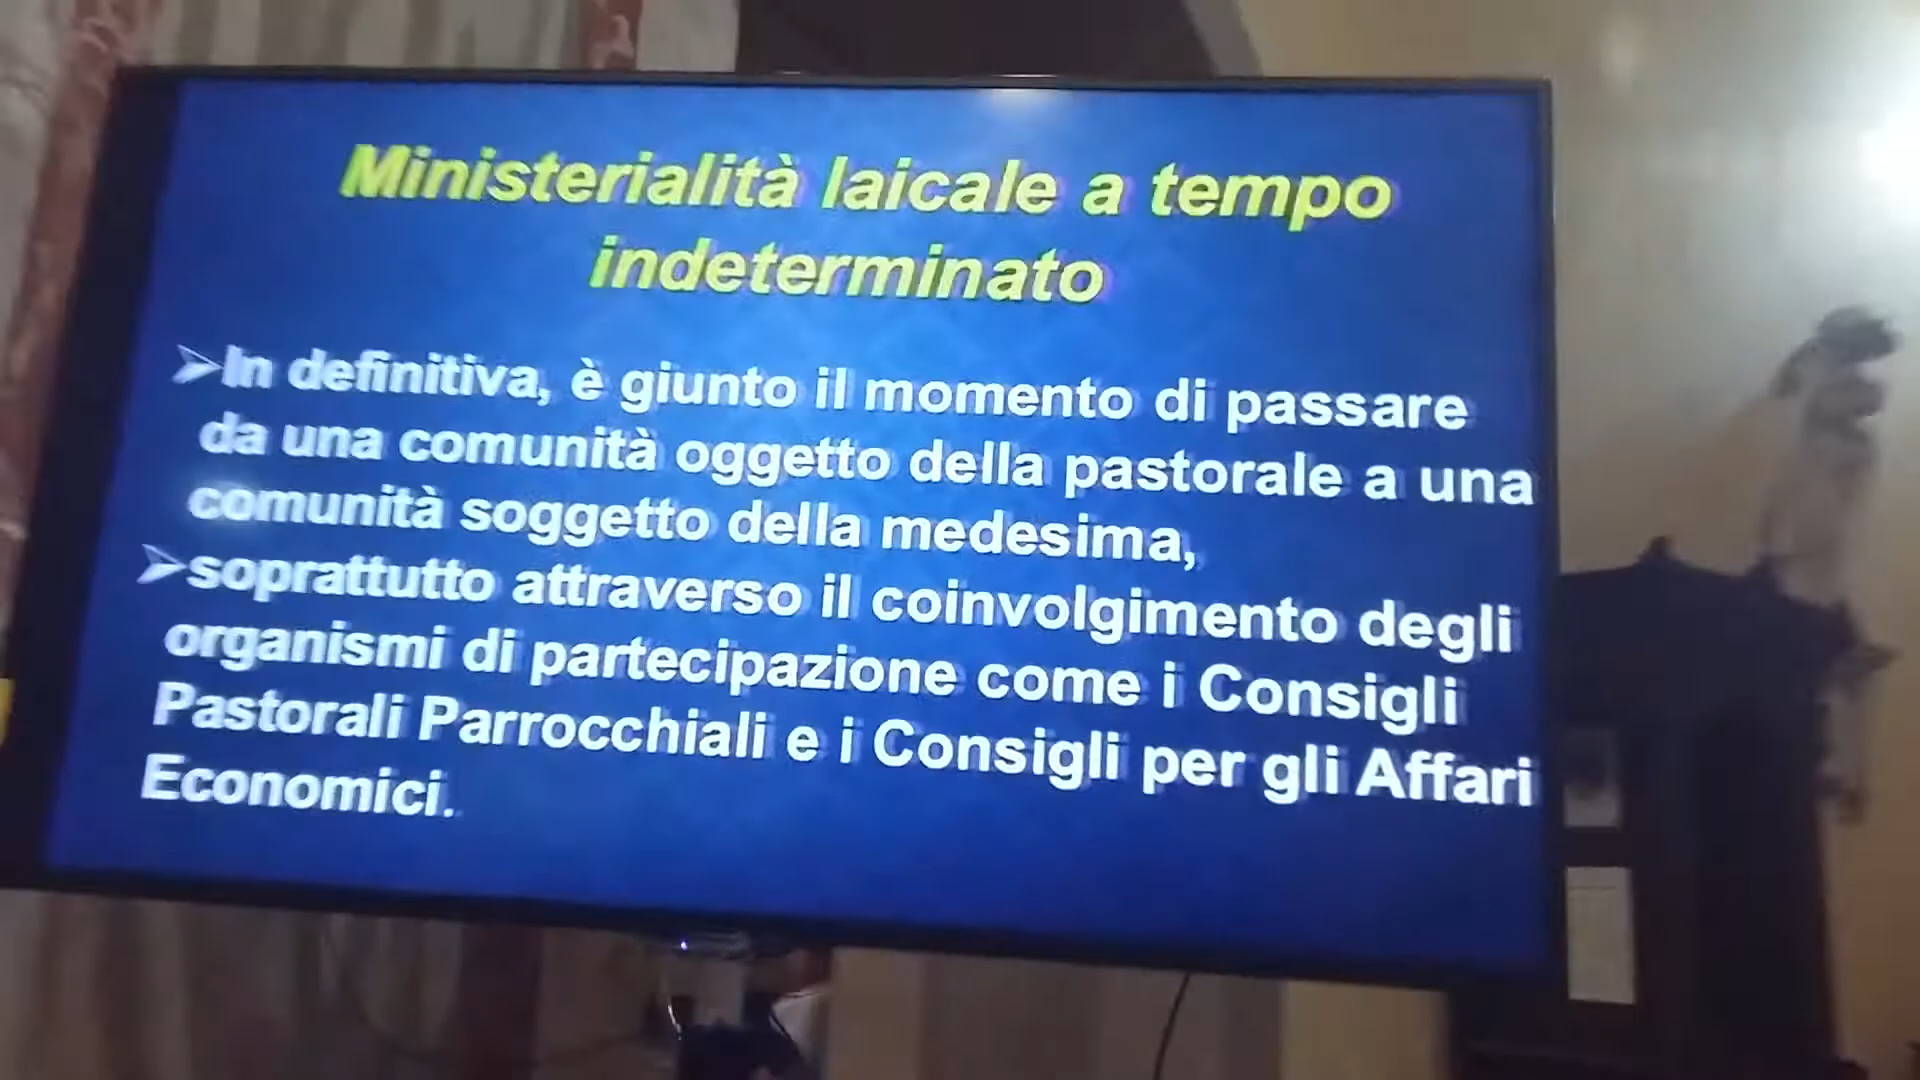 Ministerialità laicale a tempo
indeterminato
➢In definitiva, è giunto il momento di passare
da una comunità oggetto della pastorale a una
comunità soggetto della medesima,
➢soprattutto attraverso il coinvolgimento degli
organismi di partecipazione come i Consigli
Pastorali Parrocchiali e i Consigli per gli Affari
Economici.